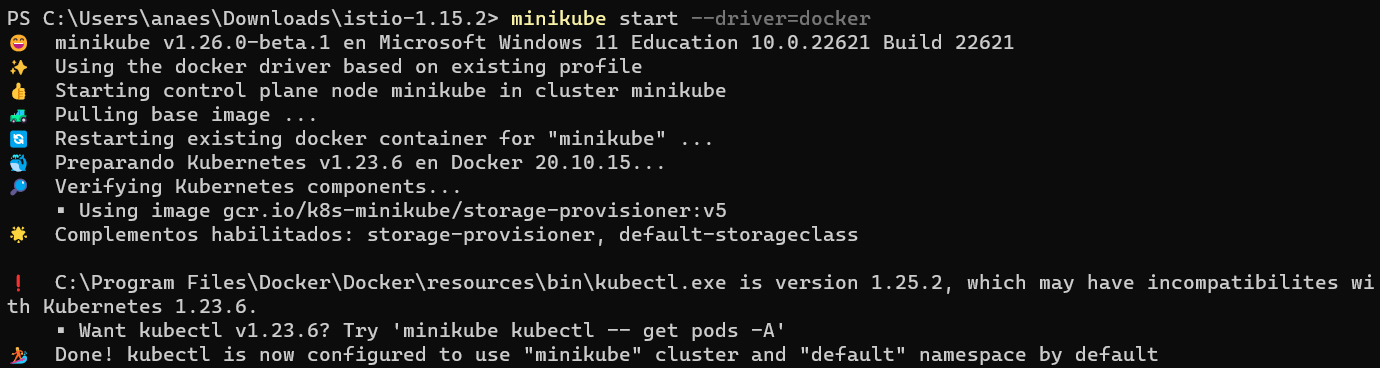 PS C:\Users\anaes\Downloads\istio-1.15.2> minikube start --driver=docker
😄 minikube v1.26.0-beta.1 en Microsoft Windows 11 Education 10.0.22621 Build 22621
✨ Using the docker driver based on existing profile
👍 Starting control plane node minikube in cluster minikube
🚜 Pulling base image ...
🔄 Restarting existing docker container for "minikube" ...
🐳 Preparando Kubernetes v1.23.6 en Docker 20.10.15...
🔎 Verifying Kubernetes components...
▪ Using image gcr.io/k8s-minikube/storage-provisioner:v5
🌟 Complementos habilitados: storage-provisioner, default-storageclass
❗ C:\Program Files\Docker\Docker\resources\bin\kubectl.exe is version 1.25.2, which may have incompatibilites wi
th Kubernetes 1.23.6.
▪ Want kubectl v1.23.6? Try 'minikube kubectl -- get pods -A'
🏄 Done! kubectl is now configured to use "minikube" cluster and "default" namespace by default